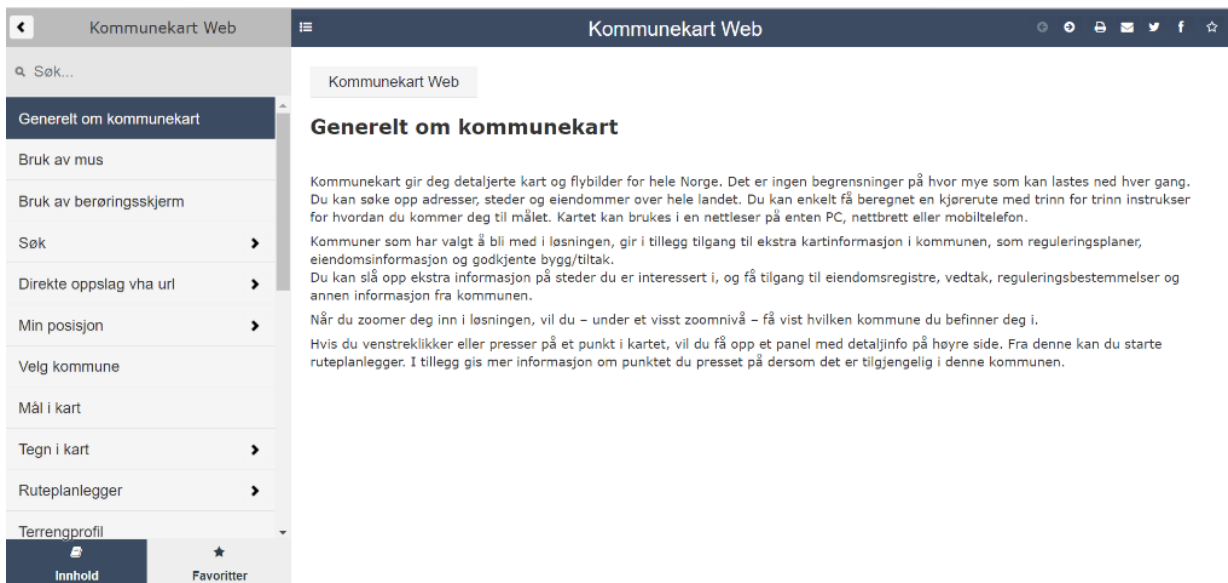 Kommunekart Web
Søk...
Generelt om kommunekart
Bruk av mus
Bruk av berøringsskjerm
Søk
Direkte oppslag vha url
Min posisjon
Velg kommune
Mål i kart
Tegn i kart
Ruteplanlegger
Terrengprofil
Innhold
Favoritter
Kommunekart Web
Kommunekart Web
Generelt om kommunekart
Kommunekart gir deg detaljerte kart og flybilder for hele Norge. Det er ingen begrensninger på hvor mye som kan lastes ned hver gang.
Du kan søke opp adresser, steder og eiendommer over hele landet. Du kan enkelt få beregnet en kjørerute med trinn for trinn instrukser
for hvordan du kommer deg til målet. Kartet kan brukes i en nettleser på enten PC, nettbrett eller mobiltelefon.
Kommuner som har valgt å bli med i løsningen, gir i tillegg tilgang til ekstra kartinformasjon i kommunen, som reguleringsplaner,
eiendomsinformasjon og godkjente bygg/tiltak.
Du kan slå opp ekstra informasjon på steder du er interessert i, og få tilgang til eiendomsregistre, vedtak, reguleringsbestemmelser og
annen informasjon fra kommunen.
Når du zoomer deg inn i løsningen, vil du – under et visst zoomnivå – få vist hvilken kommune du befinner deg i.
Hvis du venstreklikker eller presser på et punkt i kartet, vil du få opp et panel med detaljinfo på høyre side. Fra denne kan du starte
ruteplanlegger. I tillegg gis mer informasjon om punktet du presset på dersom det er tilgjengelig i denne kommunen.